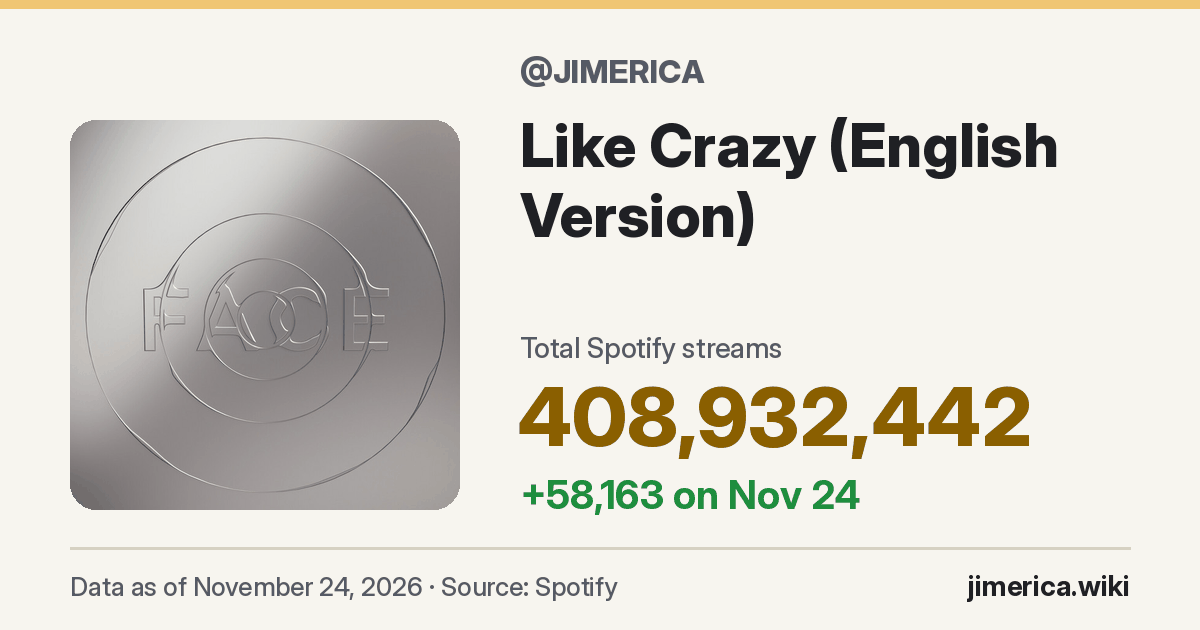 @JIMERICA
Like Crazy (English
Version)
FACE
Total Spotify streams
408,932,442
+58,163 on Nov 24
Data as of November 24, 2026 · Source: Spotify
jimerica.wiki